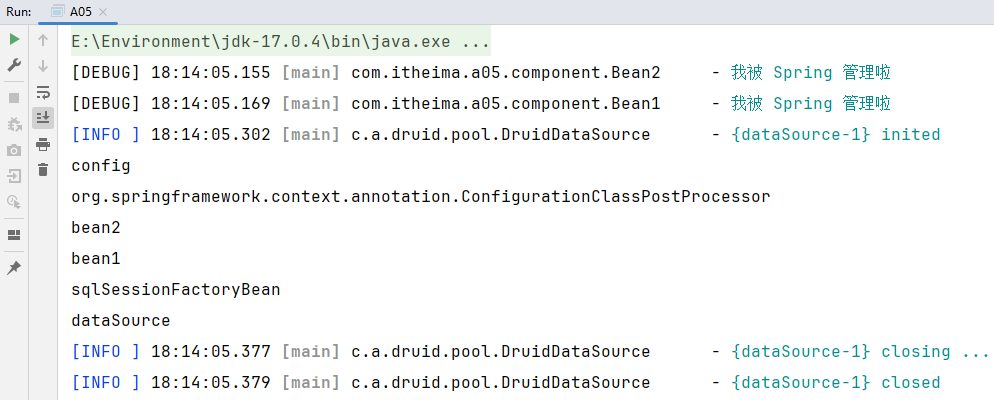 Run: A05
E:\Environment\jdk-17.0.4\bin\java.exe ...
[DEBUG] 18:14:05.155 [main] com.itheima.a05.component.Bean2 - 我被 Spring 管理啦
[DEBUG] 18:14:05.169 [main] com.itheima.a05.component.Bean1 - 我被 Spring 管理啦
[INFO ] 18:14:05.302 [main] c.a.druid.pool.DruidDataSource - {dataSource-1} inited
config
org.springframework.context.annotation.ConfigurationClassPostProcessor
bean2
bean1
sqlSessionFactoryBean
dataSource
[INFO ] 18:14:05.377 [main] c.a.druid.pool.DruidDataSource - {dataSource-1} closing ...
[INFO ] 18:14:05.379 [main] c.a.druid.pool.DruidDataSource - {dataSource-1} closed